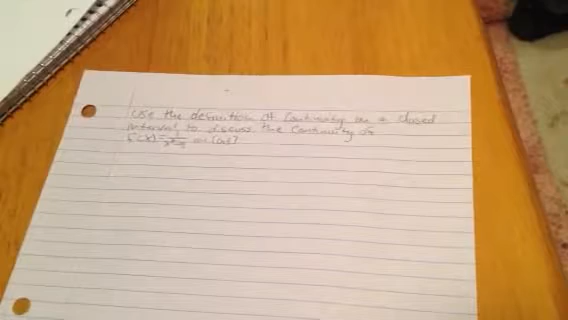 Use the definition of Continuity on a closed
interval to discuss the Continuity of
f(x)=